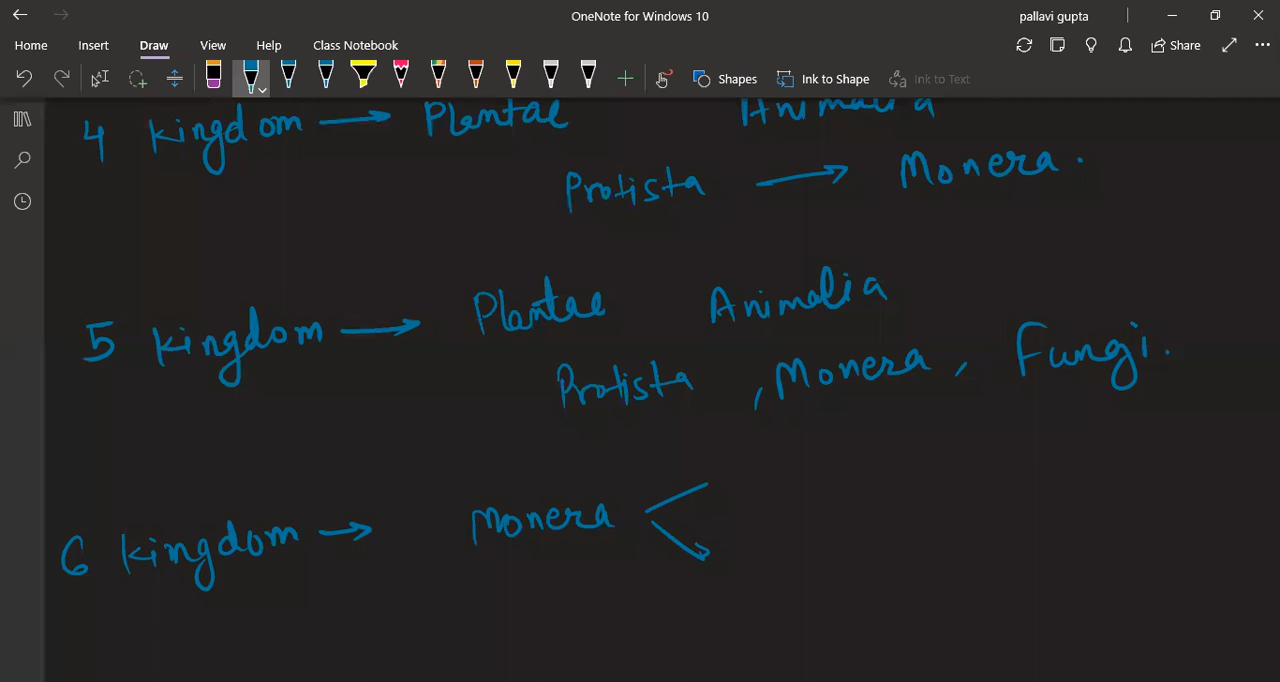 OneNote for Windows 10
pallavi gupta
Home Insert Draw View Help Class Notebook
Share
Shapes Ink to Shape Ink to Text
4 Kingdom → Plantae Animalia
Protista → Monera.
5 Kingdom → Plantae Animalia
Protista , Monera , Fungi.
6 Kingdom → Monera